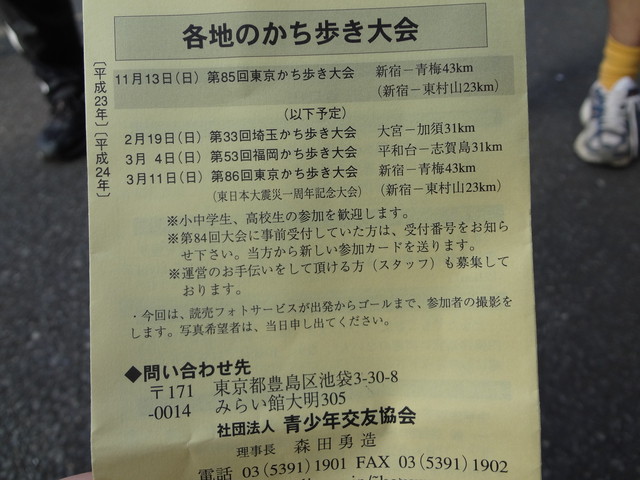 各地のかち歩き大会
〔平成23年〕
11月13日(日) 第85回東京かち歩き大会 新宿－青梅43km
(新宿－東村山23km)
(以下予定)
〔平成24年〕
2月19日(日) 第33回埼玉かち歩き大会 大宮－加須31km
3月 4日(日) 第53回福岡かち歩き大会 平和台－志賀島31km
3月11日(日) 第86回東京かち歩き大会 新宿－青梅43km
(東日本大震災一周年記念大会) (新宿－東村山23km)
※小中学生、高校生の参加を歓迎します。
※第84回大会に事前受付していた方は、受付番号をお知ら
せ下さい。当方から新しい参加カードを送ります。
※運営のお手伝いをして頂ける方（スタッフ）も募集して
おります。
・今回は、読売フォトサービスが出発からゴールまで、参加者の撮影を
します。写真希望者は、当日申し出てください。
◆問い合わせ先
〒171 東京都豊島区池袋3-30-8
-0014 みらい館大明305
社団法人 青少年交友協会
理事長 森田勇造
電話 03(5391)1901 FAX 03(5391)1902